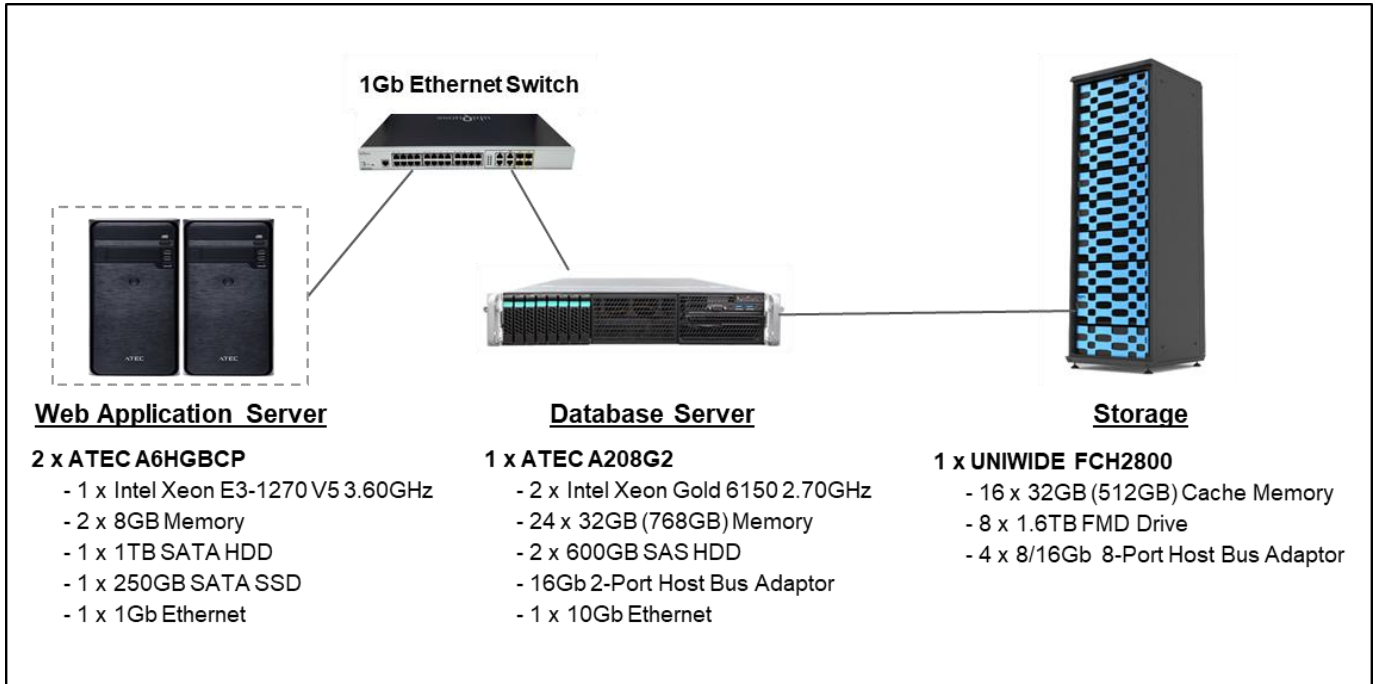 1Gb Ethernet Switch
ATEC ATEC
Web Application Server
2 x ATEC A6HGBCP
- 1 x Intel Xeon E3-1270 V5 3.60GHz
- 2 x 8GB Memory
- 1 x 1TB SATA HDD
- 1 x 250GB SATA SSD
- 1 x 1Gb Ethernet
Database Server
1 x ATEC A208G2
- 2 x Intel Xeon Gold 6150 2.70GHz
- 24 x 32GB (768GB) Memory
- 2 x 600GB SAS HDD
- 16Gb 2-Port Host Bus Adaptor
- 1 x 10Gb Ethernet
Storage
1 x UNIWIDE FCH2800
- 16 x 32GB (512GB) Cache Memory
- 8 x 1.6TB FMD Drive
- 4 x 8/16Gb 8-Port Host Bus Adaptor